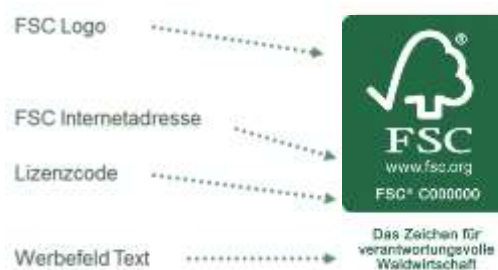 FSC Logo
FSC Internetadresse
Lizenzcode
Werbefeld Text
®
FSC
www.fsc.org
FSC® C000000
Das Zeichen für
verantwortungsvolle
Waldwirtschaft